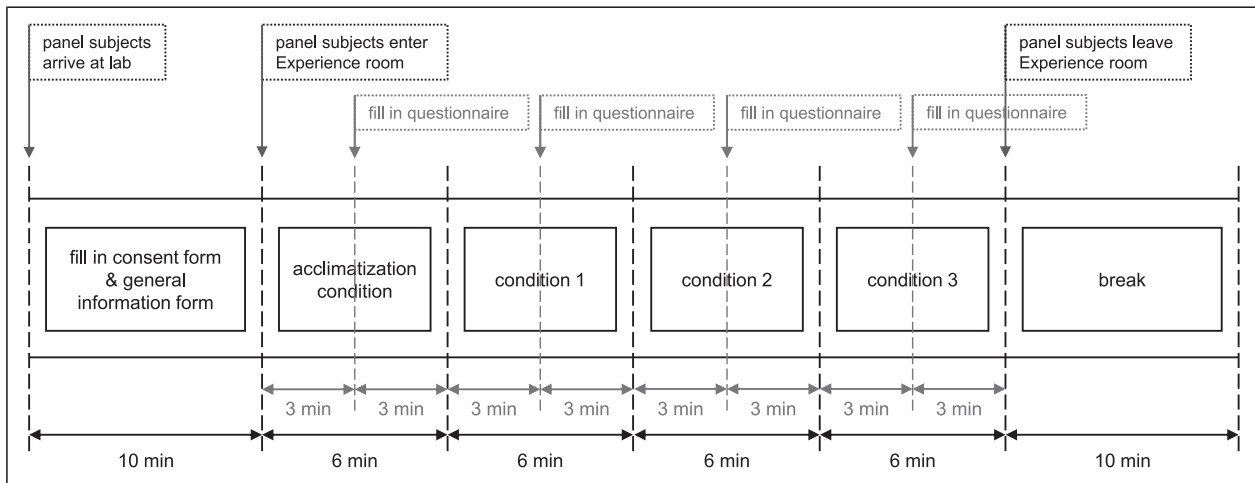 panel subjects
arrive at lab
panel subjects enter
Experience room
panel subjects leave
Experience room
fill in questionnaire
fill in questionnaire
fill in questionnaire
fill in questionnaire
fill in consent form
& general
information form
acclimatization
condition
condition 1
condition 2
condition 3
break
3 min
3 min
3 min
3 min
3 min
3 min
3 min
3 min
10 min
6 min
6 min
6 min
6 min
10 min